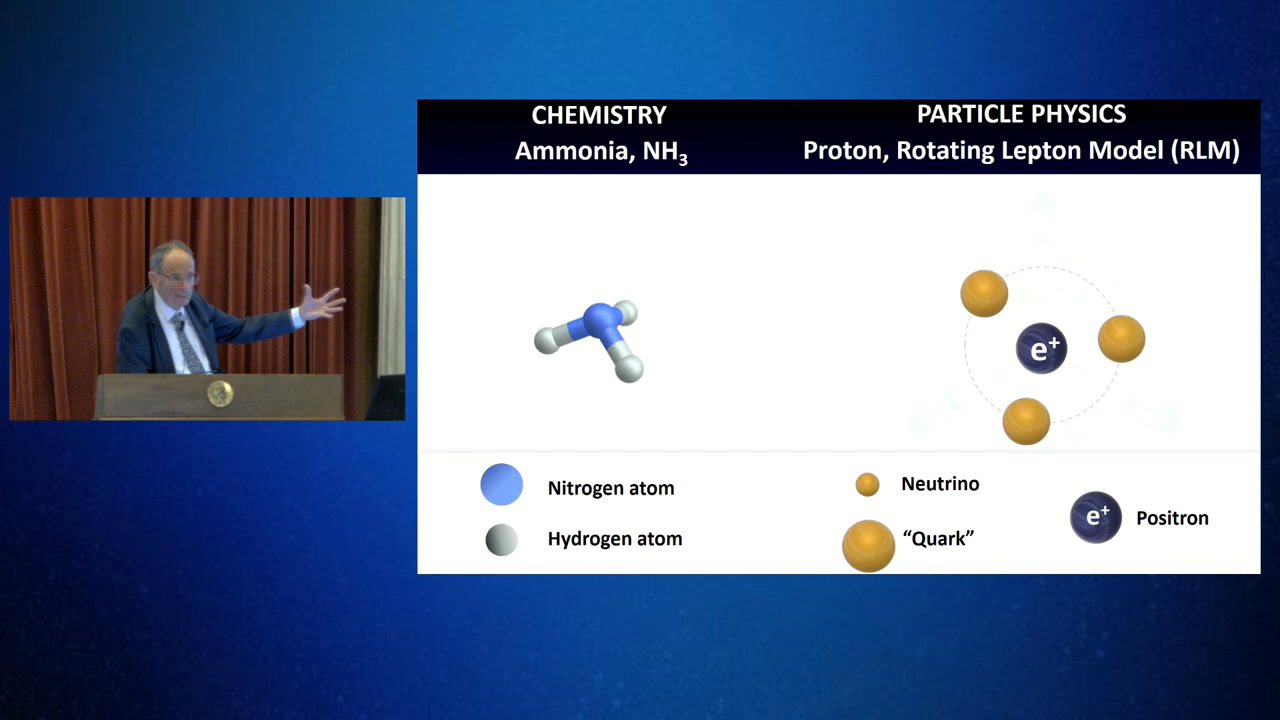 CHEMISTRY
Ammonia, NH₃
PARTICLE PHYSICS
Proton, Rotating Lepton Model (RLM)
e⁺
Nitrogen atom
Hydrogen atom
Neutrino
“Quark”
e⁺ Positron